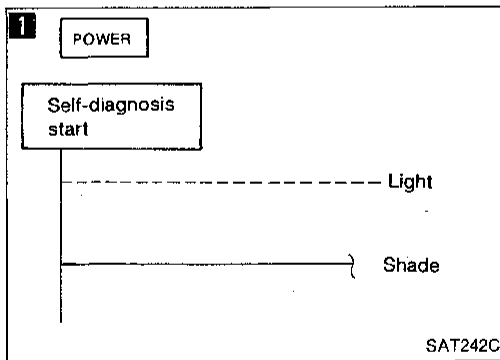 1
POWER
Self-diagnosis
start
Light
Shade
SAT242C